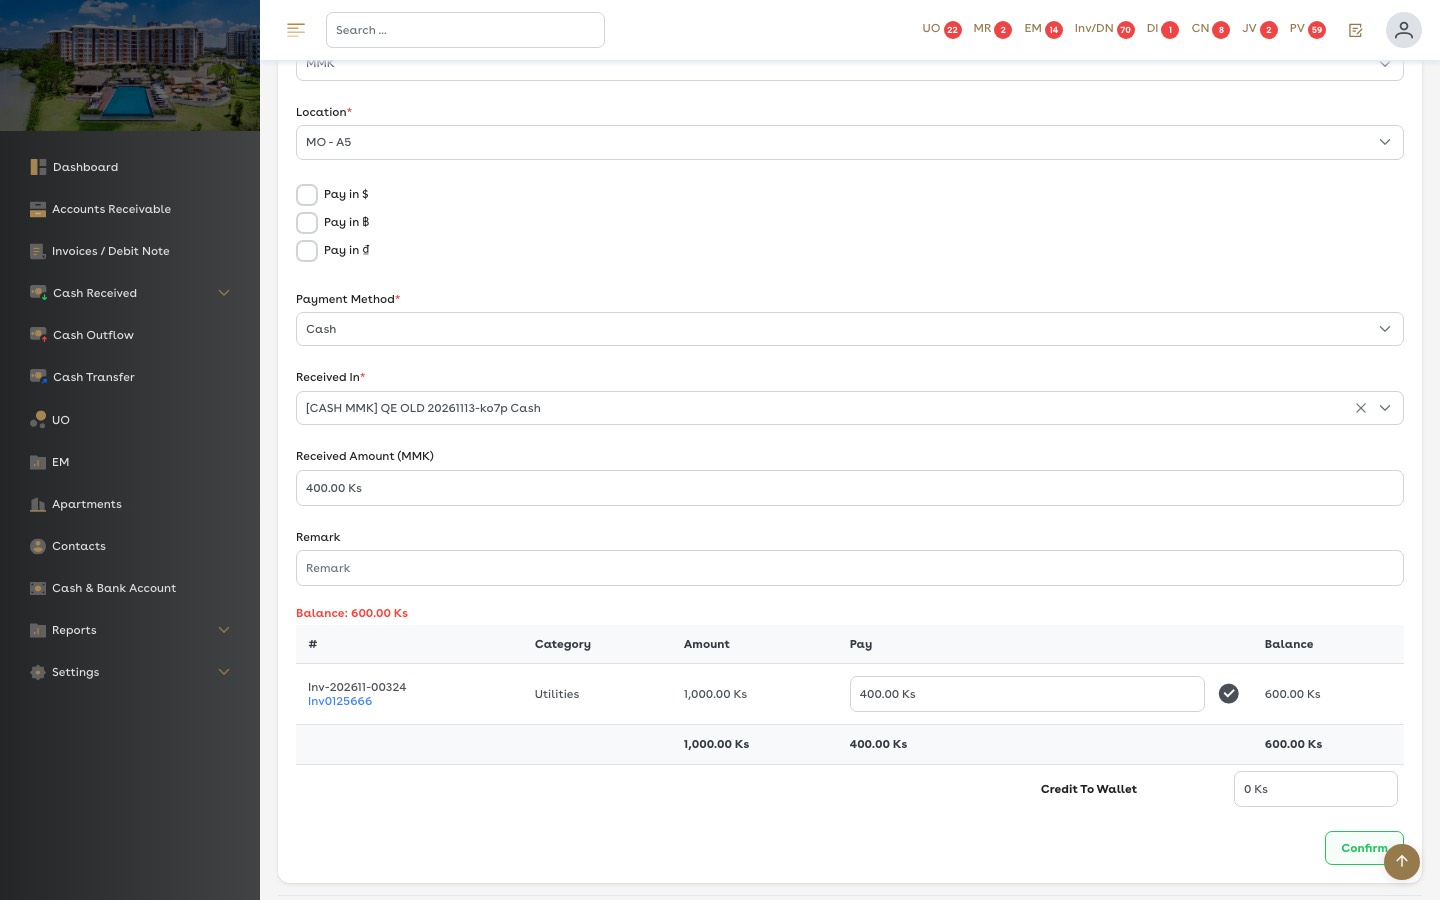 Search ...
UO 22 MR 2 EM 14 Inv/DN 70 DI 1 CN 8 JV 2 PV 59
MMK
Dashboard
Accounts Receivable
Invoices / Debit Note
Cash Received
Cash Outflow
Cash Transfer
UO
EM
Apartments
Contacts
Cash & Bank Account
Reports
Settings
Location*
MO - A5
Pay in $
Pay in ฿
Pay in ₫
Payment Method*
Cash
Received In*
[CASH MMK] QE OLD 20261113-ko7p Cash
Received Amount (MMK)
400.00 Ks
Remark
Remark
Balance: 600.00 Ks
# Category Amount Pay Balance
Inv-202611-00324
Inv0125666
Utilities 1,000.00 Ks 400.00 Ks 600.00 Ks
1,000.00 Ks 400.00 Ks 600.00 Ks
Credit To Wallet 0 Ks
Confirm